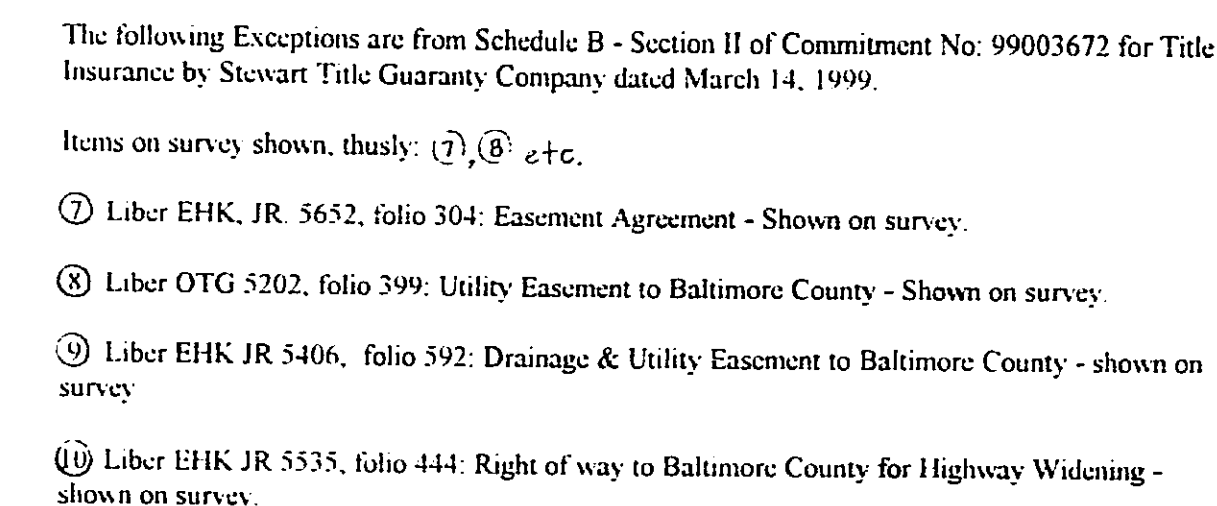 The following Exceptions are from Schedule B - Section II of Commitment No: 99003672 for Title
Insurance by Stewart Title Guaranty Company dated March 14, 1999.
Items on survey shown, thusly: (7), (8) etc.
(7) Liber EHK, JR. 5652, folio 304: Easement Agreement - Shown on survey.
(8) Liber OTG 5202, folio 399: Utility Easement to Baltimore County - Shown on survey.
(9) Liber EHK JR 5406, folio 592: Drainage & Utility Easement to Baltimore County - shown on
survey
(10) Liber EHK JR 5535, folio 444: Right of way to Baltimore County for Highway Widening -
shown on survey.